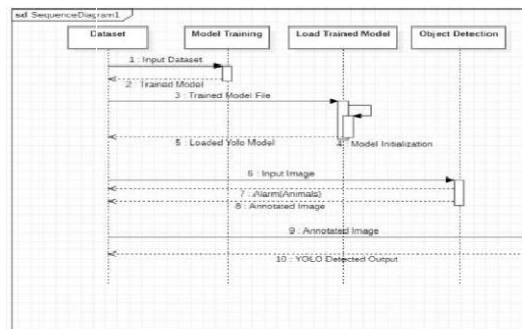 sd SequenceDiagram1
Dataset
Model Training
Load Trained Model
Object Detection
1 : Input Dataset
2 : Trained Model
3 : Trained Model File
4 : Model Initialization
5 : Loaded Yolo Model
6 : Input Image
7 : Alarm(Animals)
8 : Annotated Image
9 : Annotated Image
10 : YOLO Detected Output